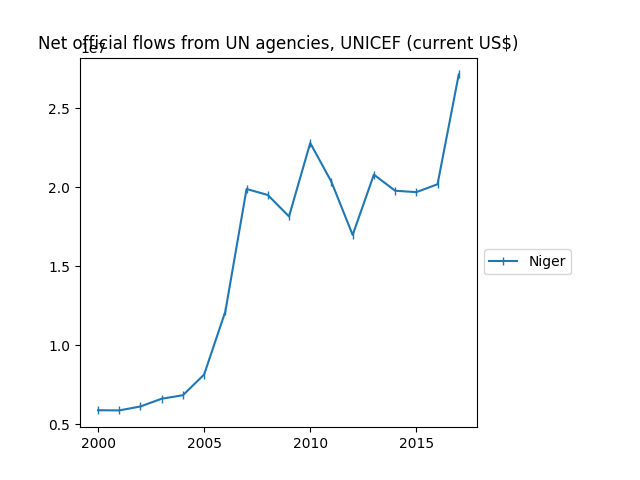 Net official flows from UN agencies, UNICEF (current US$)
1e7
2.5
2.0
1.5
1.0
0.5
2000 2005 2010 2015
Niger